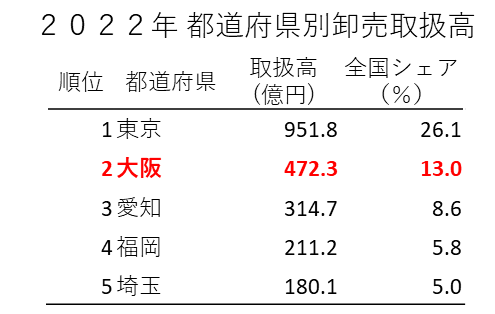 ２０２２年 都道府県別卸売取扱高
順位 都道府県 取扱高(億円) 全国シェア（%）
1 東京 951.8 26.1
2 大阪 472.3 13.0
3 愛知 314.7 8.6
4 福岡 211.2 5.8
5 埼玉 180.1 5.0